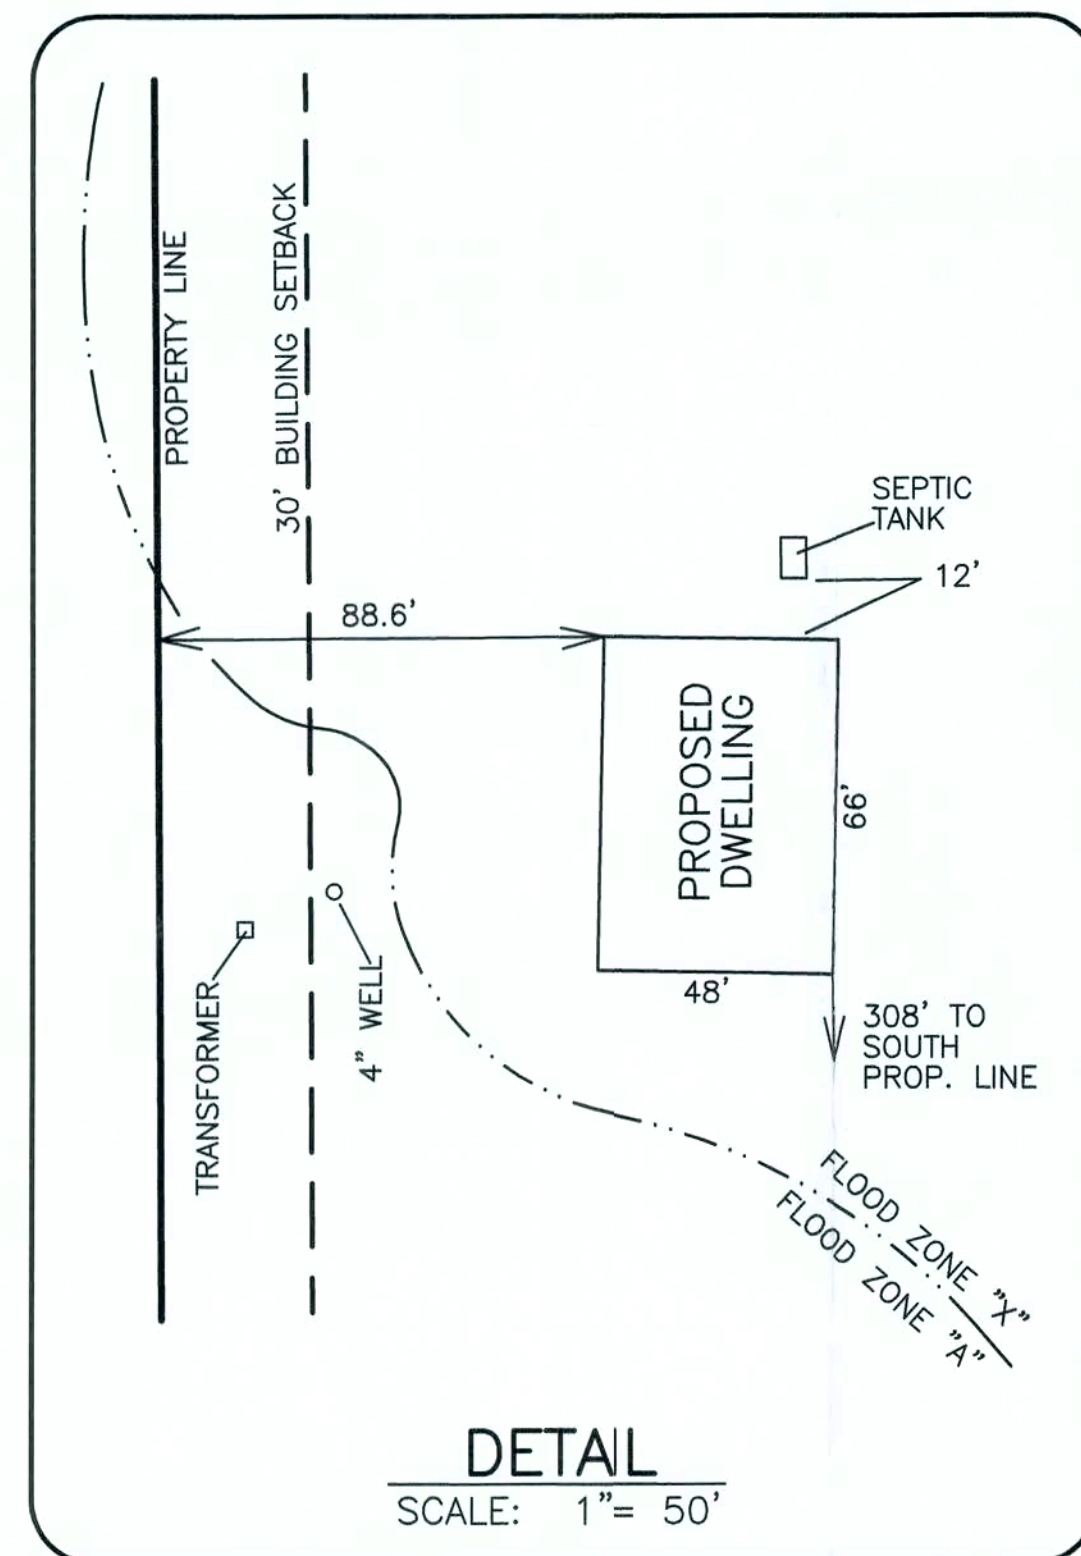 PROPERTY LINE
30' BUILDING SETBACK
SEPTIC
TANK
12'
88.6'
PROPOSED
DWELLING
66'
48'
TRANSFORMER
4" WELL
308' TO
SOUTH
PROP. LINE
FLOOD ZONE "X"
FLOOD ZONE "A"
DETAIL
SCALE: 1"= 50'